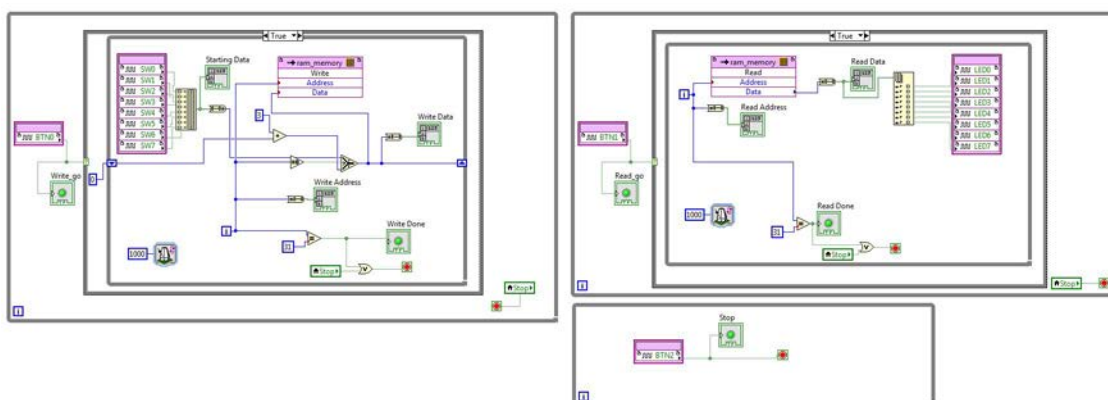 True
SW0
SW1
SW2
SW3
SW4
SW5
SW6
SW7
Starting Data
ram_memory
Write
Address
Data
Write Data
3
BTN0
Write_go
0
Write Address
i
31
Write Done
1000
Stop
Stop
i
True
ram_memory
Read
Address
Data
Read Data
LED0
LED1
LED2
LED3
LED4
LED5
LED6
LED7
i
Read Address
BTN1
Read_go
1000
31
Read Done
Stop
Stop
i
Stop
BTN2
i